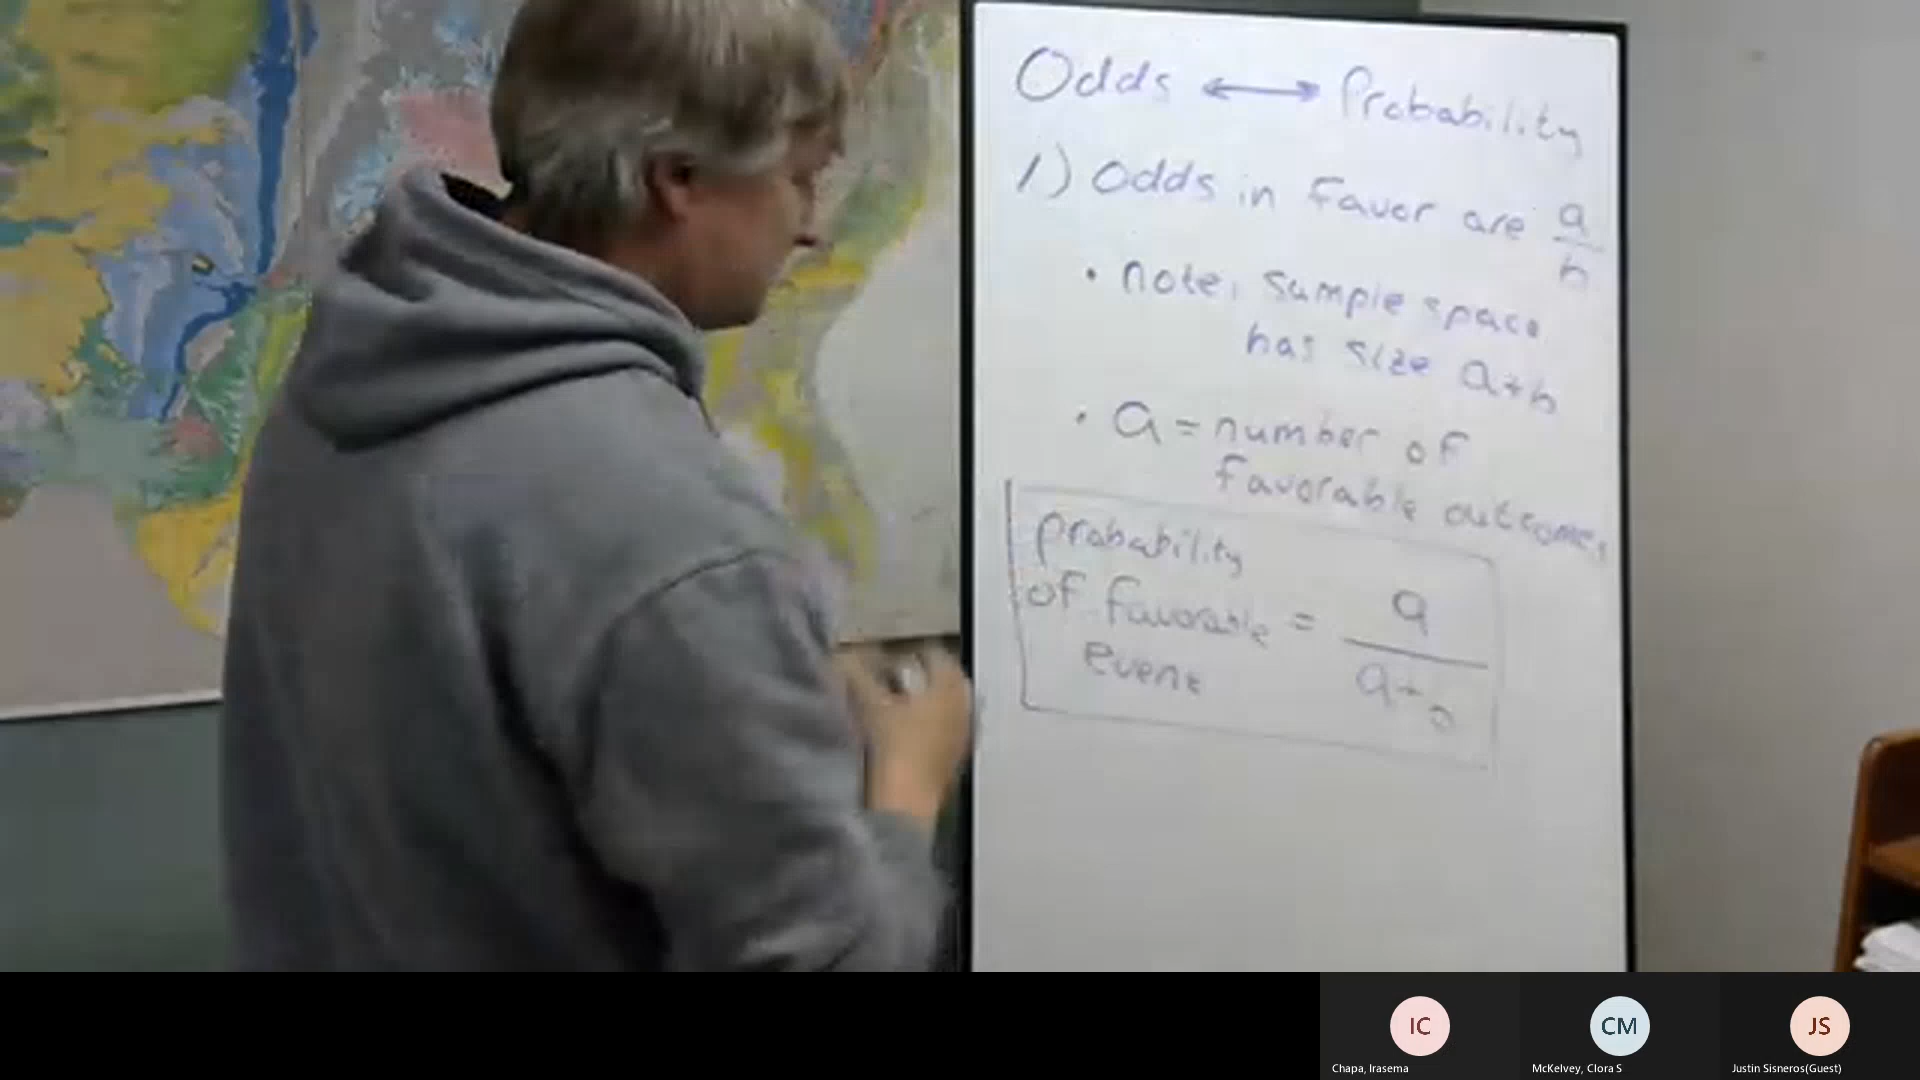 Odds ↔ Probability
1) Odds in favor are a/b
• note, sample space
has size a+b
• a = number of
favorable outcomes
probability
of favorable = a/a+b
event
IC
CM
JS
Chapa, Irasema
McKelvey, Clora S
Justin Sisneros(Guest)